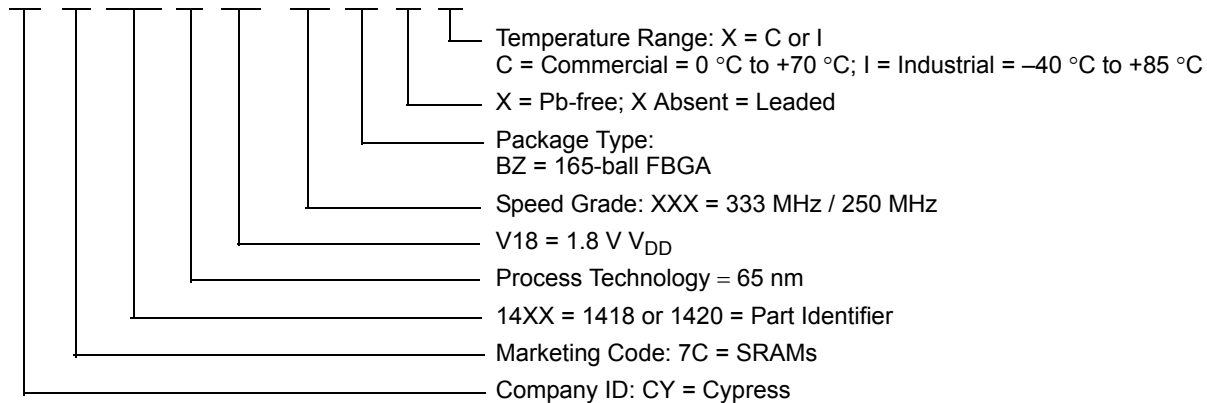 Temperature Range: X = C or I
C = Commercial = 0 °C to +70 °C; I = Industrial = –40 °C to +85 °C
X = Pb-free; X Absent = Leaded
Package Type:
BZ = 165-ball FBGA
Speed Grade: XXX = 333 MHz / 250 MHz
V18 = 1.8 V VDD
Process Technology = 65 nm
14XX = 1418 or 1420 = Part Identifier
Marketing Code: 7C = SRAMs
Company ID: CY = Cypress